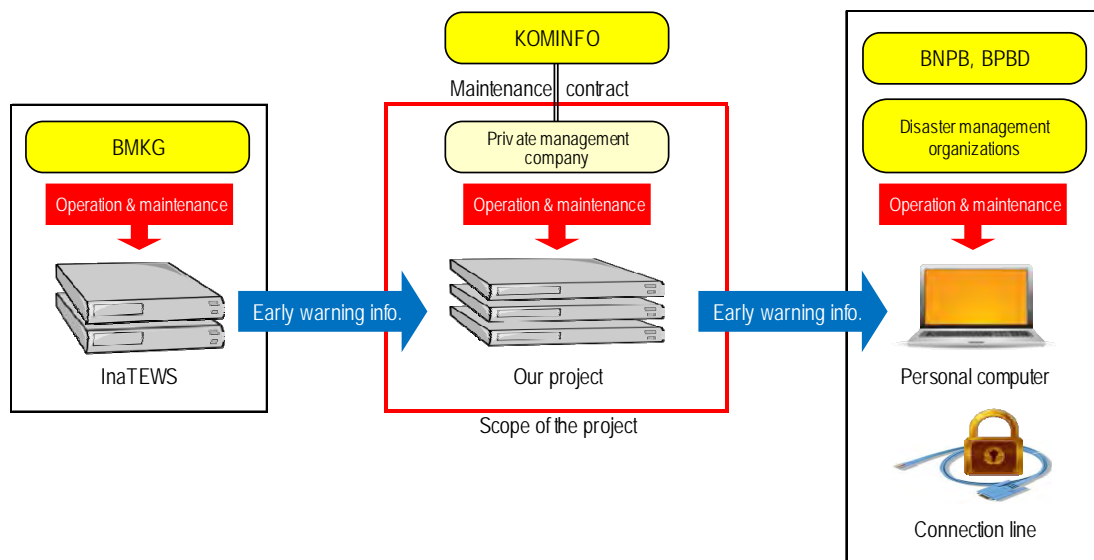 KOMINFO
Maintenance contract
BMKG
Operation & maintenance
InaTEWS
Early warning info.
Private management
company
Operation & maintenance
Our project
Scope of the project
Early warning info.
BNPB, BPBD
Disaster management
organizations
Operation & maintenance
Personal computer
Connection line